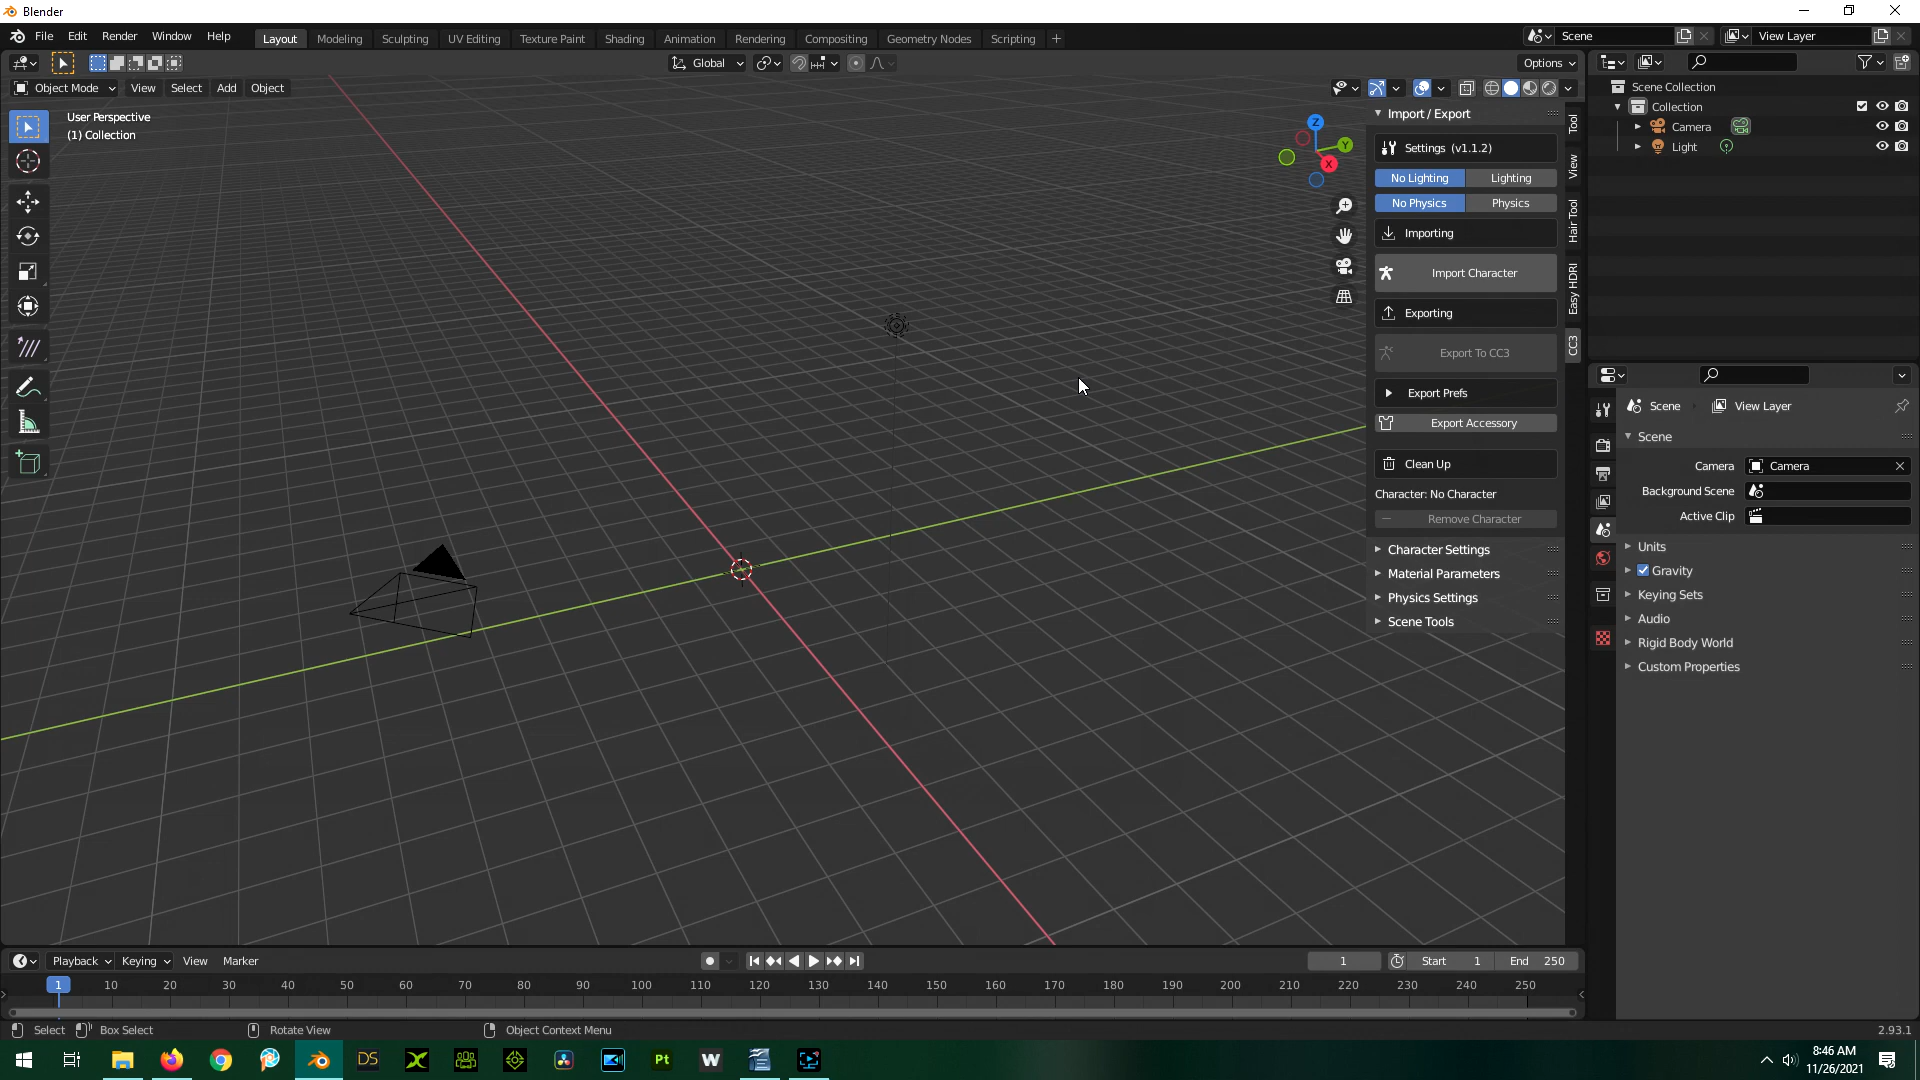 Blender
File Edit Render Window Help
Layout Modeling Sculpting UV Editing Texture Paint Shading Animation Rendering Compositing Geometry Nodes Scripting +
Scene
View Layer
Global
Options
Object Mode View Select Add Object
User Perspective
(1) Collection
Z
Y
X
Import / Export
Settings (v1.1.2)
No Lighting Lighting
No Physics Physics
Importing
Import Character
Exporting
Export To CC3
Export Prefs
Export Accessory
Clean Up
Character: No Character
Remove Character
Character Settings
Material Parameters
Physics Settings
Scene Tools
Tool
View
Hair Tool
Easy HDRI
CC3
Scene Collection
Collection
Camera
Light
Scene View Layer
Scene
Camera Camera
Background Scene
Active Clip
Units
Gravity
Keying Sets
Audio
Rigid Body World
Custom Properties
Playback Keying View Marker
1 Start 1 End 250
1 10 20 30 40 50 60 70 80 90 100 110 120 130 140 150 160 170 180 190 200 210 220 230 240 250
Select Box Select Rotate View Object Context Menu
2.93.1
DS
Pt
W
8:46 AM
11/26/2021